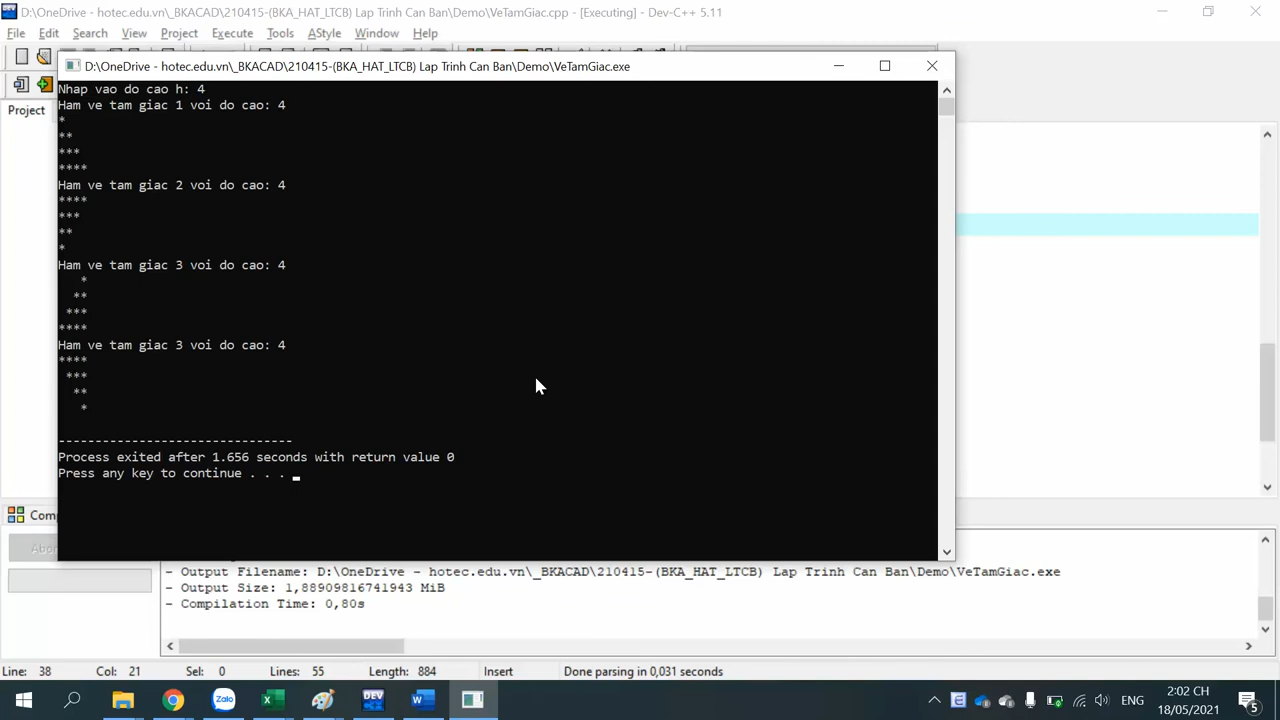 D:\OneDrive - hotec.edu.vn\_BKACAD\210415-(BKA_HAT_LTCB) Lap Trinh Can Ban\Demo\VeTamGiac.cpp - [Executing] - Dev-C++ 5.11
File Edit Search View Project Execute Tools AStyle Window Help
D:\OneDrive - hotec.edu.vn\_BKACAD\210415-(BKA_HAT_LTCB) Lap Trinh Can Ban\Demo\VeTamGiac.exe
Project
Nhap vao do cao h: 4
Ham ve tam giac 1 voi do cao: 4
*
**
***
****
Ham ve tam giac 2 voi do cao: 4
****
***
**
*
Ham ve tam giac 3 voi do cao: 4
   *
  **
 ***
****
Ham ve tam giac 3 voi do cao: 4
****
 ***
  **
   *
--------------------------------
Process exited after 1.656 seconds with return value 0
Press any key to continue . . .
Comp
Abor
- Output Filename: D:\OneDrive - hotec.edu.vn\_BKACAD\210415-(BKA_HAT_LTCB) Lap Trinh Can Ban\Demo\VeTamGiac.exe
- Output Size: 1,88909816741943 MiB
- Compilation Time: 0,80s
Line: 38 Col: 21 Sel: 0 Lines: 55 Length: 884 Insert Done parsing in 0,031 seconds
Zalo DEV ENG 2:02 CH
18/05/2021 5